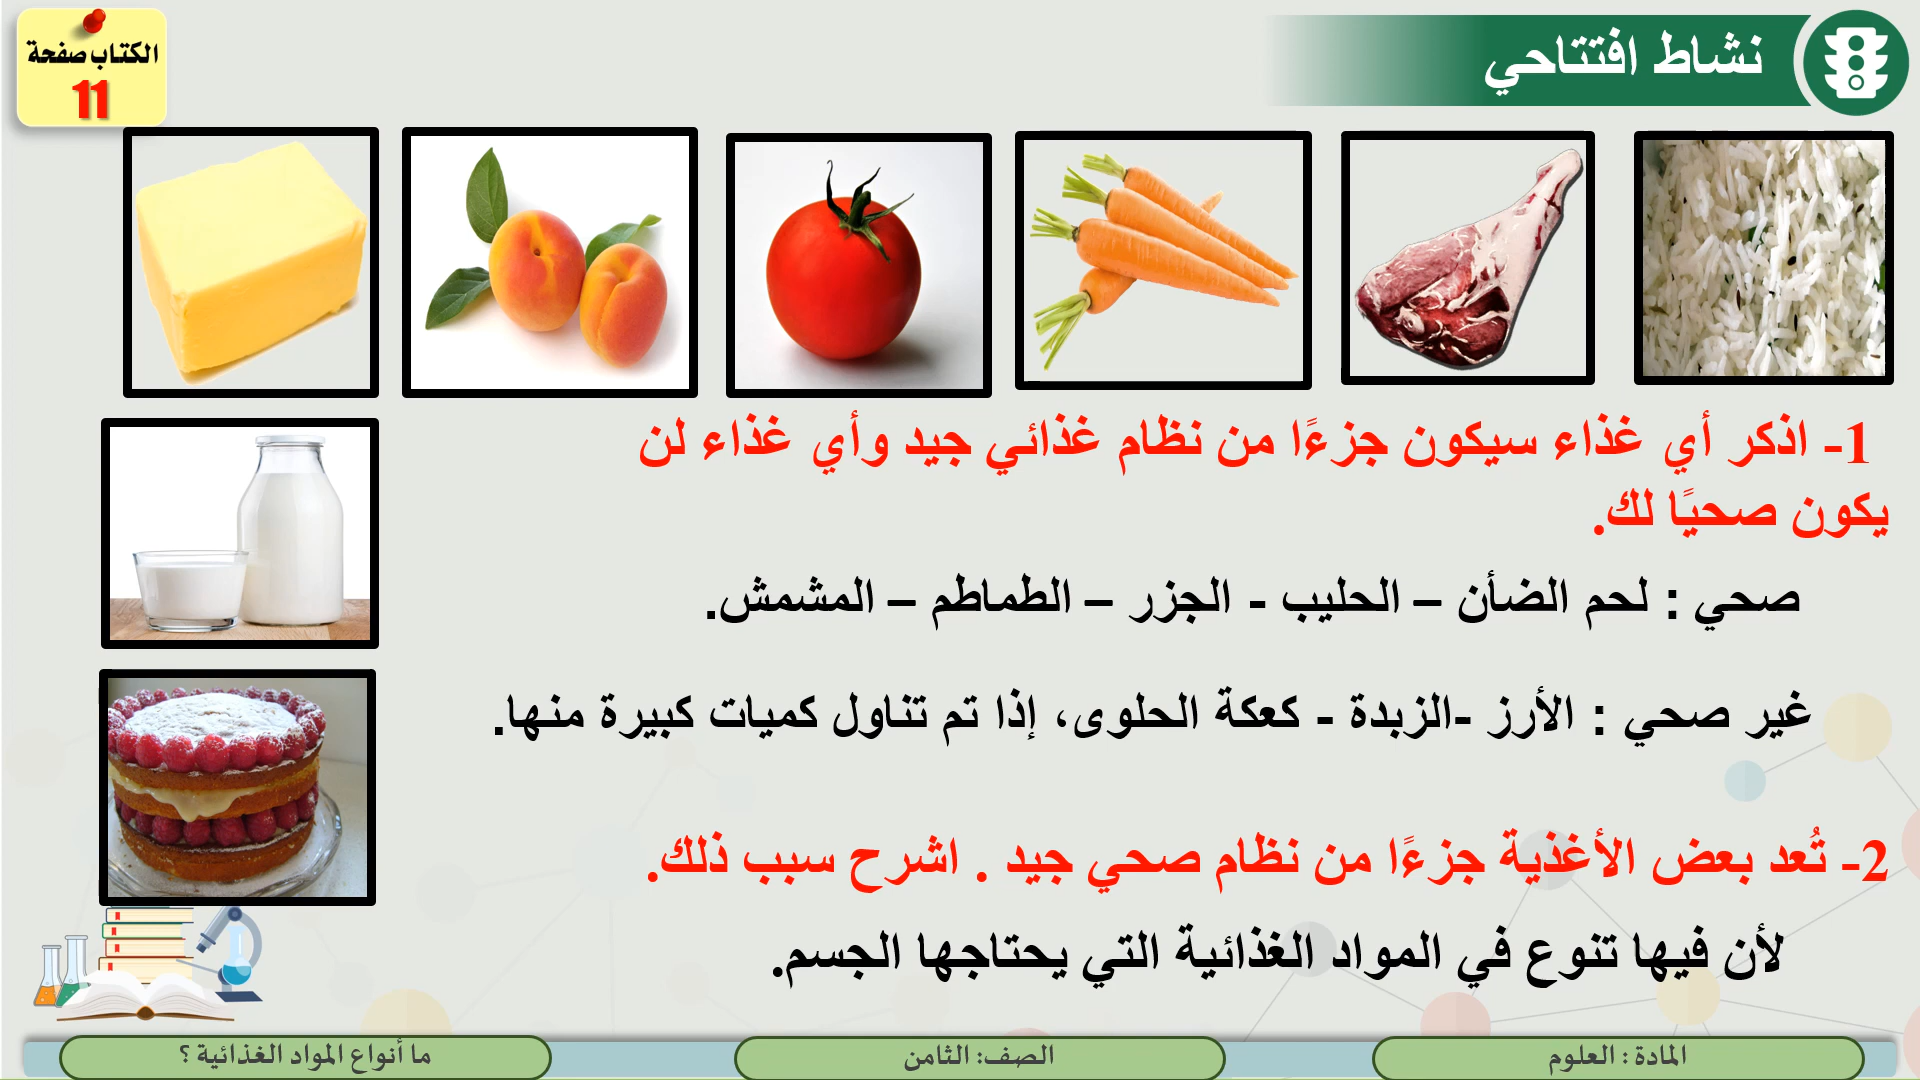 نشاط افتتاحي
الكتاب صفحة
11
1- اذكر أي غذاء سيكون جزءًا من نظام غذائي جيد وأي غذاء لن
يكون صحيًا لك.
صحي : لحم الضأن – الحليب - الجزر – الطماطم – المشمش.
غير صحي : الأرز -الزبدة - كعكة الحلوى، إذا تم تناول كميات كبيرة منها.
2- تُعد بعض الأغذية جزءًا من نظام صحي جيد . اشرح سبب ذلك.
لأن فيها تنوع في المواد الغذائية التي يحتاجها الجسم.
المادة : العلوم
الصف: الثامن
ما أنواع المواد الغذائية ؟